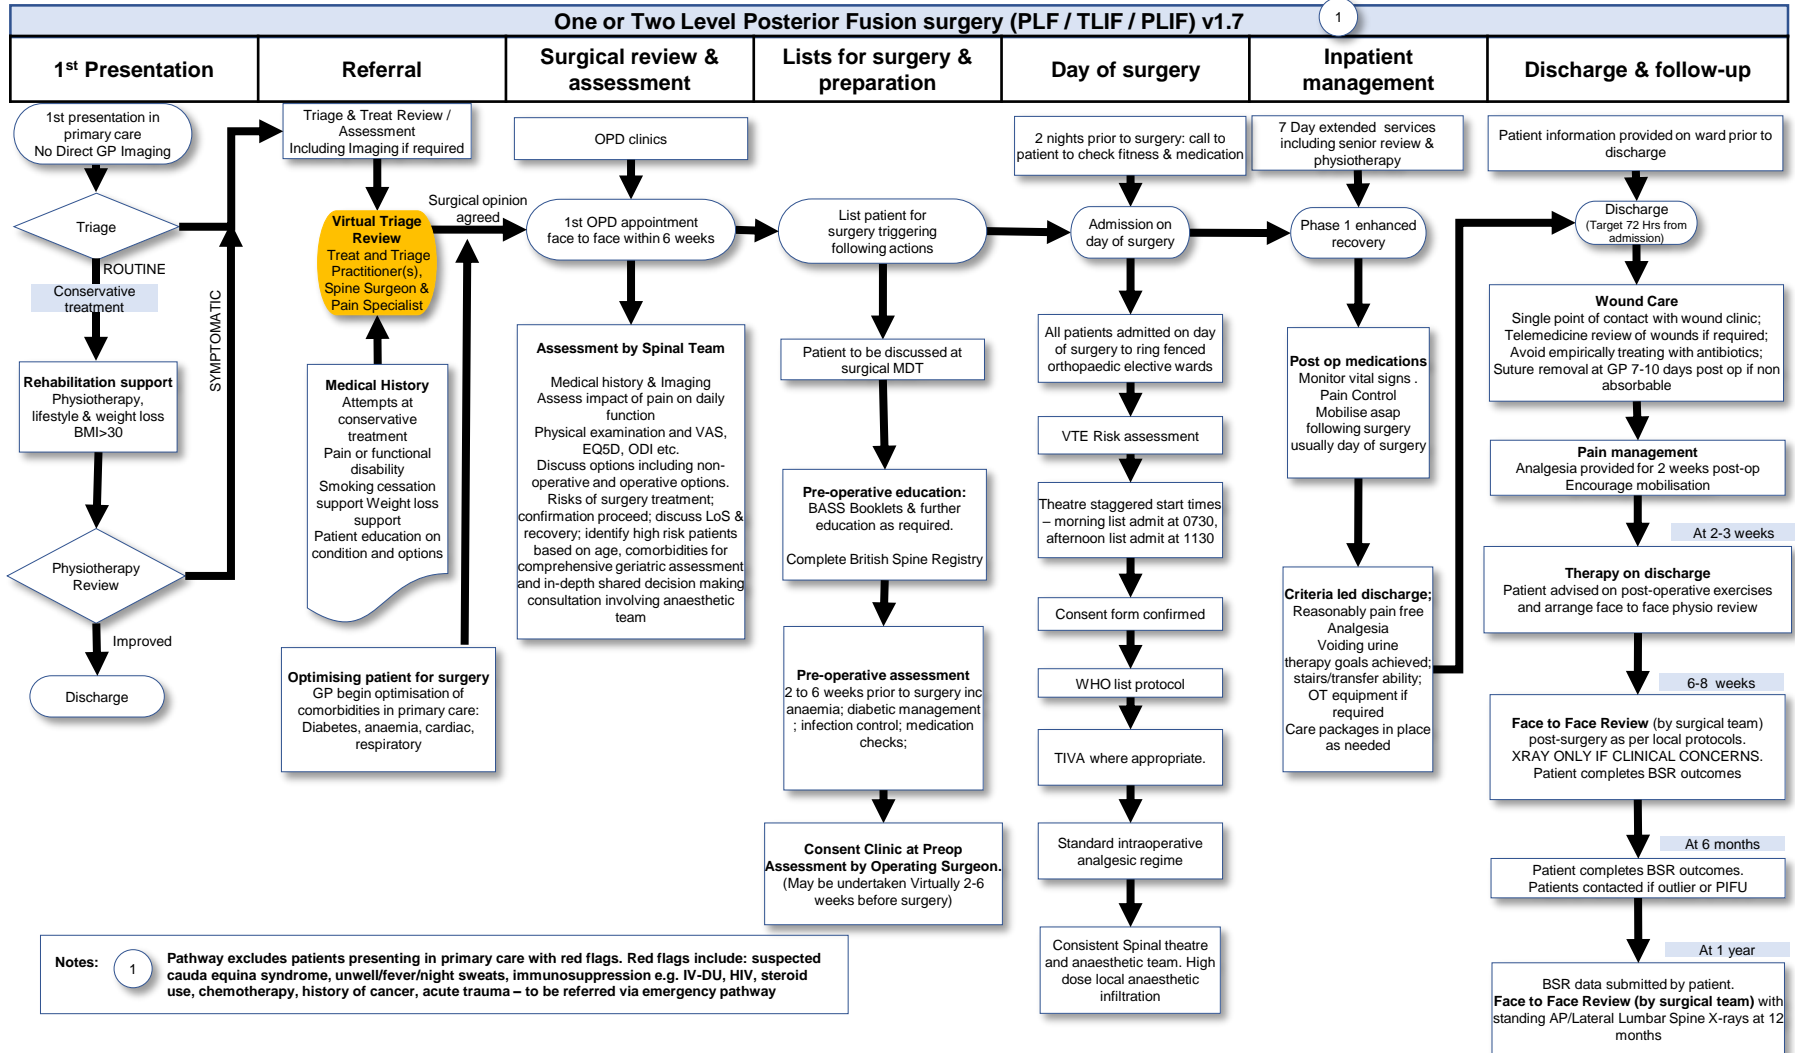 One or Two Level Posterior Fusion surgery (PLF / TLIF / PLIF) v1.7
1
1st Presentation
Referral
Surgical review &
assessment
Lists for surgery &
preparation
Day of surgery
Inpatient
management
Discharge & follow-up
1st presentation in
primary care
No Direct GP Imaging
Triage
ROUTINE
Conservative
treatment
Rehabilitation support
Physiotherapy,
lifestyle & weight loss
BMI>30
Physiotherapy
Review
Improved
Discharge
SYMPTOMATIC
Triage & Treat Review /
Assessment
Including Imaging if required
Virtual Triage
Review
Treat and Triage
Practitioner(s),
Spine Surgeon &
Pain Specialist
Surgical opinion
agreed
Medical History
Attempts at
conservative
treatment
Pain or functional
disability
Smoking cessation
support Weight loss
support
Patient education on
condition and options
Optimising patient for surgery
GP begin optimisation of
comorbidities in primary care:
Diabetes, anaemia, cardiac,
respiratory
OPD clinics
1st OPD appointment
face to face within 6 weeks
Assessment by Spinal Team
Medical history & Imaging
Assess impact of pain on daily
function
Physical examination and VAS,
EQ5D, ODI etc.
Discuss options including non-
operative and operative options.
Risks of surgery treatment;
confirmation proceed; discuss LoS &
recovery; identify high risk patients
based on age, comorbidities for
comprehensive geriatric assessment
and in-depth shared decision making
consultation involving anaesthetic
team
List patient for
surgery triggering
following actions
Patient to be discussed at
surgical MDT
Pre-operative education:
BASS Booklets & further
education as required.
Complete British Spine Registry
Pre-operative assessment
2 to 6 weeks prior to surgery inc
anaemia; diabetic management
; infection control; medication
checks;
Consent Clinic at Preop
Assessment by Operating Surgeon.
(May be undertaken Virtually 2-6
weeks before surgery)
2 nights prior to surgery: call to
patient to check fitness & medication
Admission on
day of surgery
All patients admitted on day
of surgery to ring fenced
orthopaedic elective wards
VTE Risk assessment
Theatre staggered start times
– morning list admit at 0730,
afternoon list admit at 1130
Consent form confirmed
WHO list protocol
TIVA where appropriate.
Standard intraoperative
analgesic regime
Consistent Spinal theatre
and anaesthetic team. High
dose local anaesthetic
infiltration
7 Day extended services
including senior review &
physiotherapy
Phase 1 enhanced
recovery
Post op medications
Monitor vital signs .
Pain Control
Mobilise asap
following surgery
usually day of surgery
Criteria led discharge;
Reasonably pain free
Analgesia
Voiding urine
therapy goals achieved;
stairs/transfer ability;
OT equipment if
required
Care packages in place
as needed
Patient information provided on ward prior to
discharge
Discharge
(Target 72 Hrs from
admission)
Wound Care
Single point of contact with wound clinic;
Telemedicine review of wounds if required;
Avoid empirically treating with antibiotics;
Suture removal at GP 7-10 days post op if non
absorbable
Pain management
Analgesia provided for 2 weeks post-op
Encourage mobilisation
At 2-3 weeks
Therapy on discharge
Patient advised on post-operative exercises
and arrange face to face physio review
6-8 weeks
Face to Face Review (by surgical team)
post-surgery as per local protocols.
XRAY ONLY IF CLINICAL CONCERNS.
Patient completes BSR outcomes
At 6 months
Patient completes BSR outcomes.
Patients contacted if outlier or PIFU
At 1 year
BSR data submitted by patient.
Face to Face Review (by surgical team) with
standing AP/Lateral Lumbar Spine X-rays at 12
months
Notes:
1
Pathway excludes patients presenting in primary care with red flags. Red flags include: suspected
cauda equina syndrome, unwell/fever/night sweats, immunosuppression e.g. IV-DU, HIV, steroid
use, chemotherapy, history of cancer, acute trauma – to be referred via emergency pathway